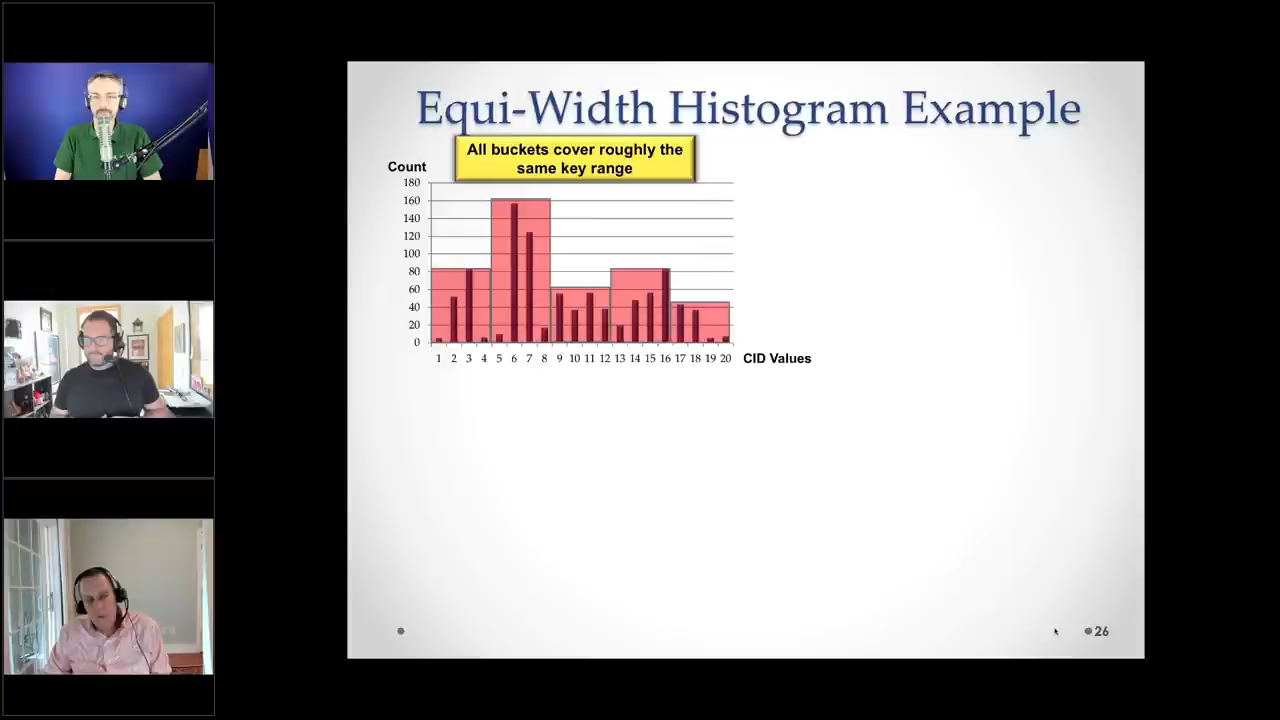 Equi-Width Histogram Example
All buckets cover roughly the
same key range
Count
180
160
140
120
100
80
60
40
20
0
1 2 3 4 5 6 7 8 9 10 11 12 13 14 15 16 17 18 19 20
CID Values
26